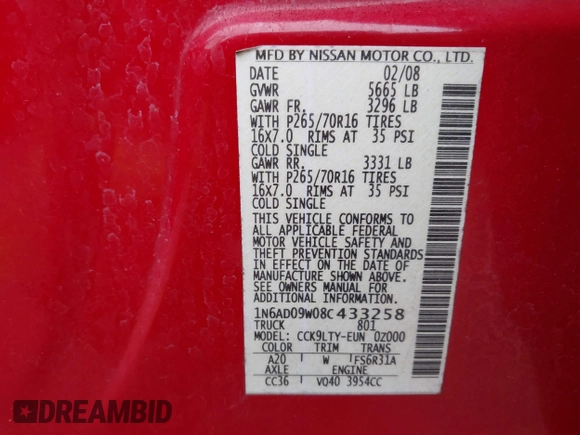 MFD BY NISSAN MOTOR CO., LTD.
DATE 02/08
GVWR 5665 LB
GAWR FR. 3296 LB
WITH P265/70R16 TIRES
16X7.0 RIMS AT 35 PSI
COLD SINGLE
GAWR RR. 3331 LB
WITH P265/70R16 TIRES
16X7.0 RIMS AT 35 PSI
COLD SINGLE
THIS VEHICLE CONFORMS TO
ALL APPLICABLE FEDERAL
MOTOR VEHICLE SAFETY AND
THEFT PREVENTION STANDARDS
IN EFFECT ON THE DATE OF
MANUFACTURE SHOWN ABOVE.
SEE OWNERS MANUAL FOR
ADDITIONAL INFORMATION.
1N6AD09W08C433258
TRUCK 801
MODEL: CCK9LTY-EUN 0Z000
COLOR TRIM TRANS
A20 W FS6R31A
AXLE ENGINE
CC36 VQ40 3954CC
DREAMBID